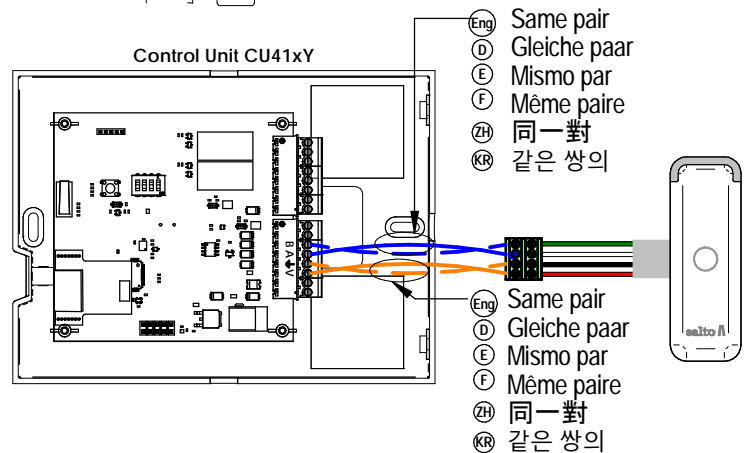 Control Unit CU41xY
Eng Same pair
D Gleiche paar
E Mismo par
F Même paire
ZH 同一對
KR 같은 쌍의
B A ⏚ V
salto
Eng Same pair
D Gleiche paar
E Mismo par
F Même paire
ZH 同一對
KR 같은 쌍의